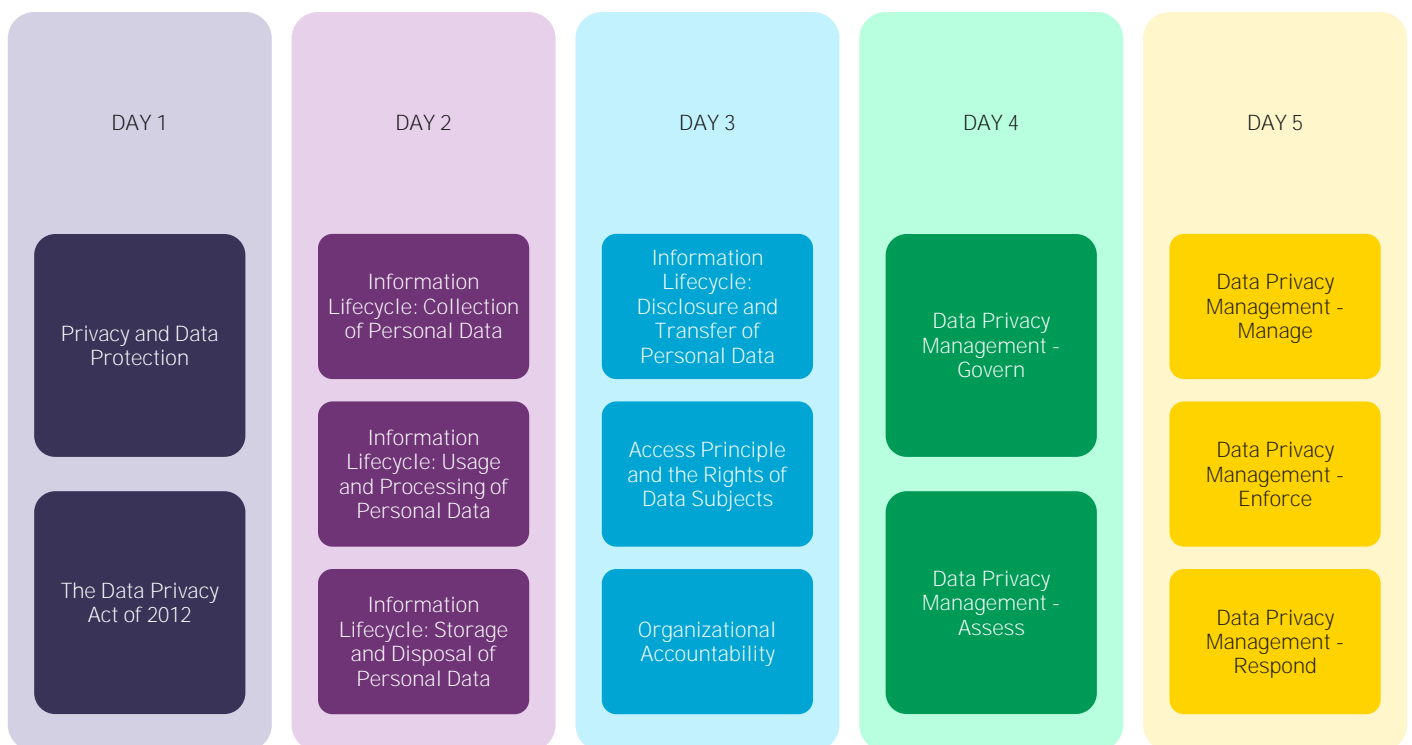 DAY 1
Privacy and Data
Protection
The Data Privacy
Act of 2012
DAY 2
Information
Lifecycle: Collection
of Personal Data
Information
Lifecycle: Usage
and Processing of
Personal Data
Information
Lifecycle: Storage
and Disposal of
Personal Data
DAY 3
Information
Lifecycle:
Disclosure and
Transfer of
Personal Data
Access Principle
and the Rights of
Data Subjects
Organizational
Accountability
DAY 4
Data Privacy
Management -
Govern
Data Privacy
Management -
Assess
DAY 5
Data Privacy
Management -
Manage
Data Privacy
Management -
Enforce
Data Privacy
Management -
Respond